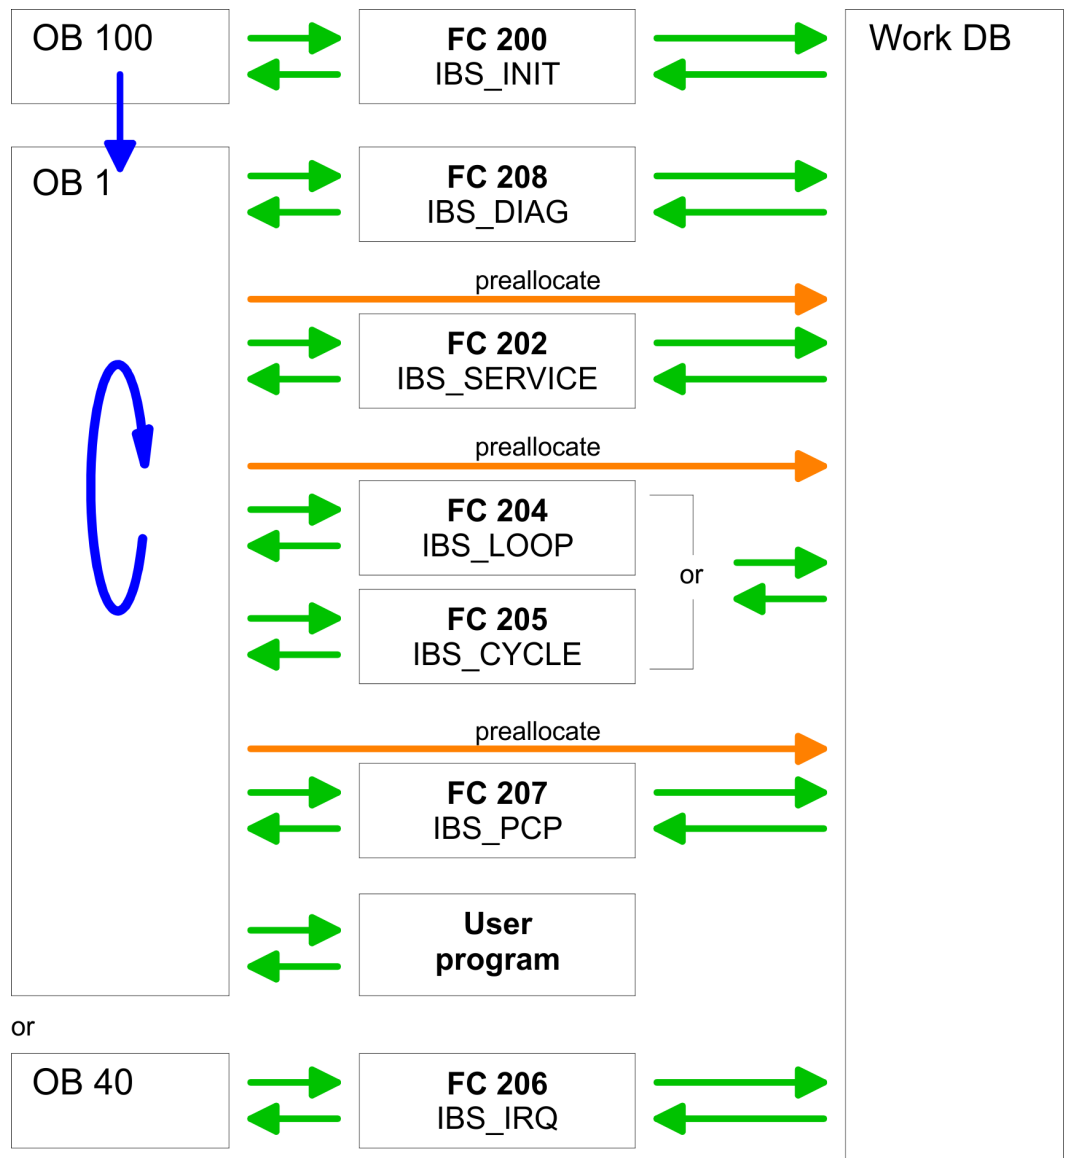 OB 100
FC 200
IBS_INIT
Work DB
OB 1
FC 208
IBS_DIAG
preallocate
FC 202
IBS_SERVICE
preallocate
FC 204
IBS_LOOP
or
FC 205
IBS_CYCLE
preallocate
FC 207
IBS_PCP
User
program
or
OB 40
FC 206
IBS_IRQ